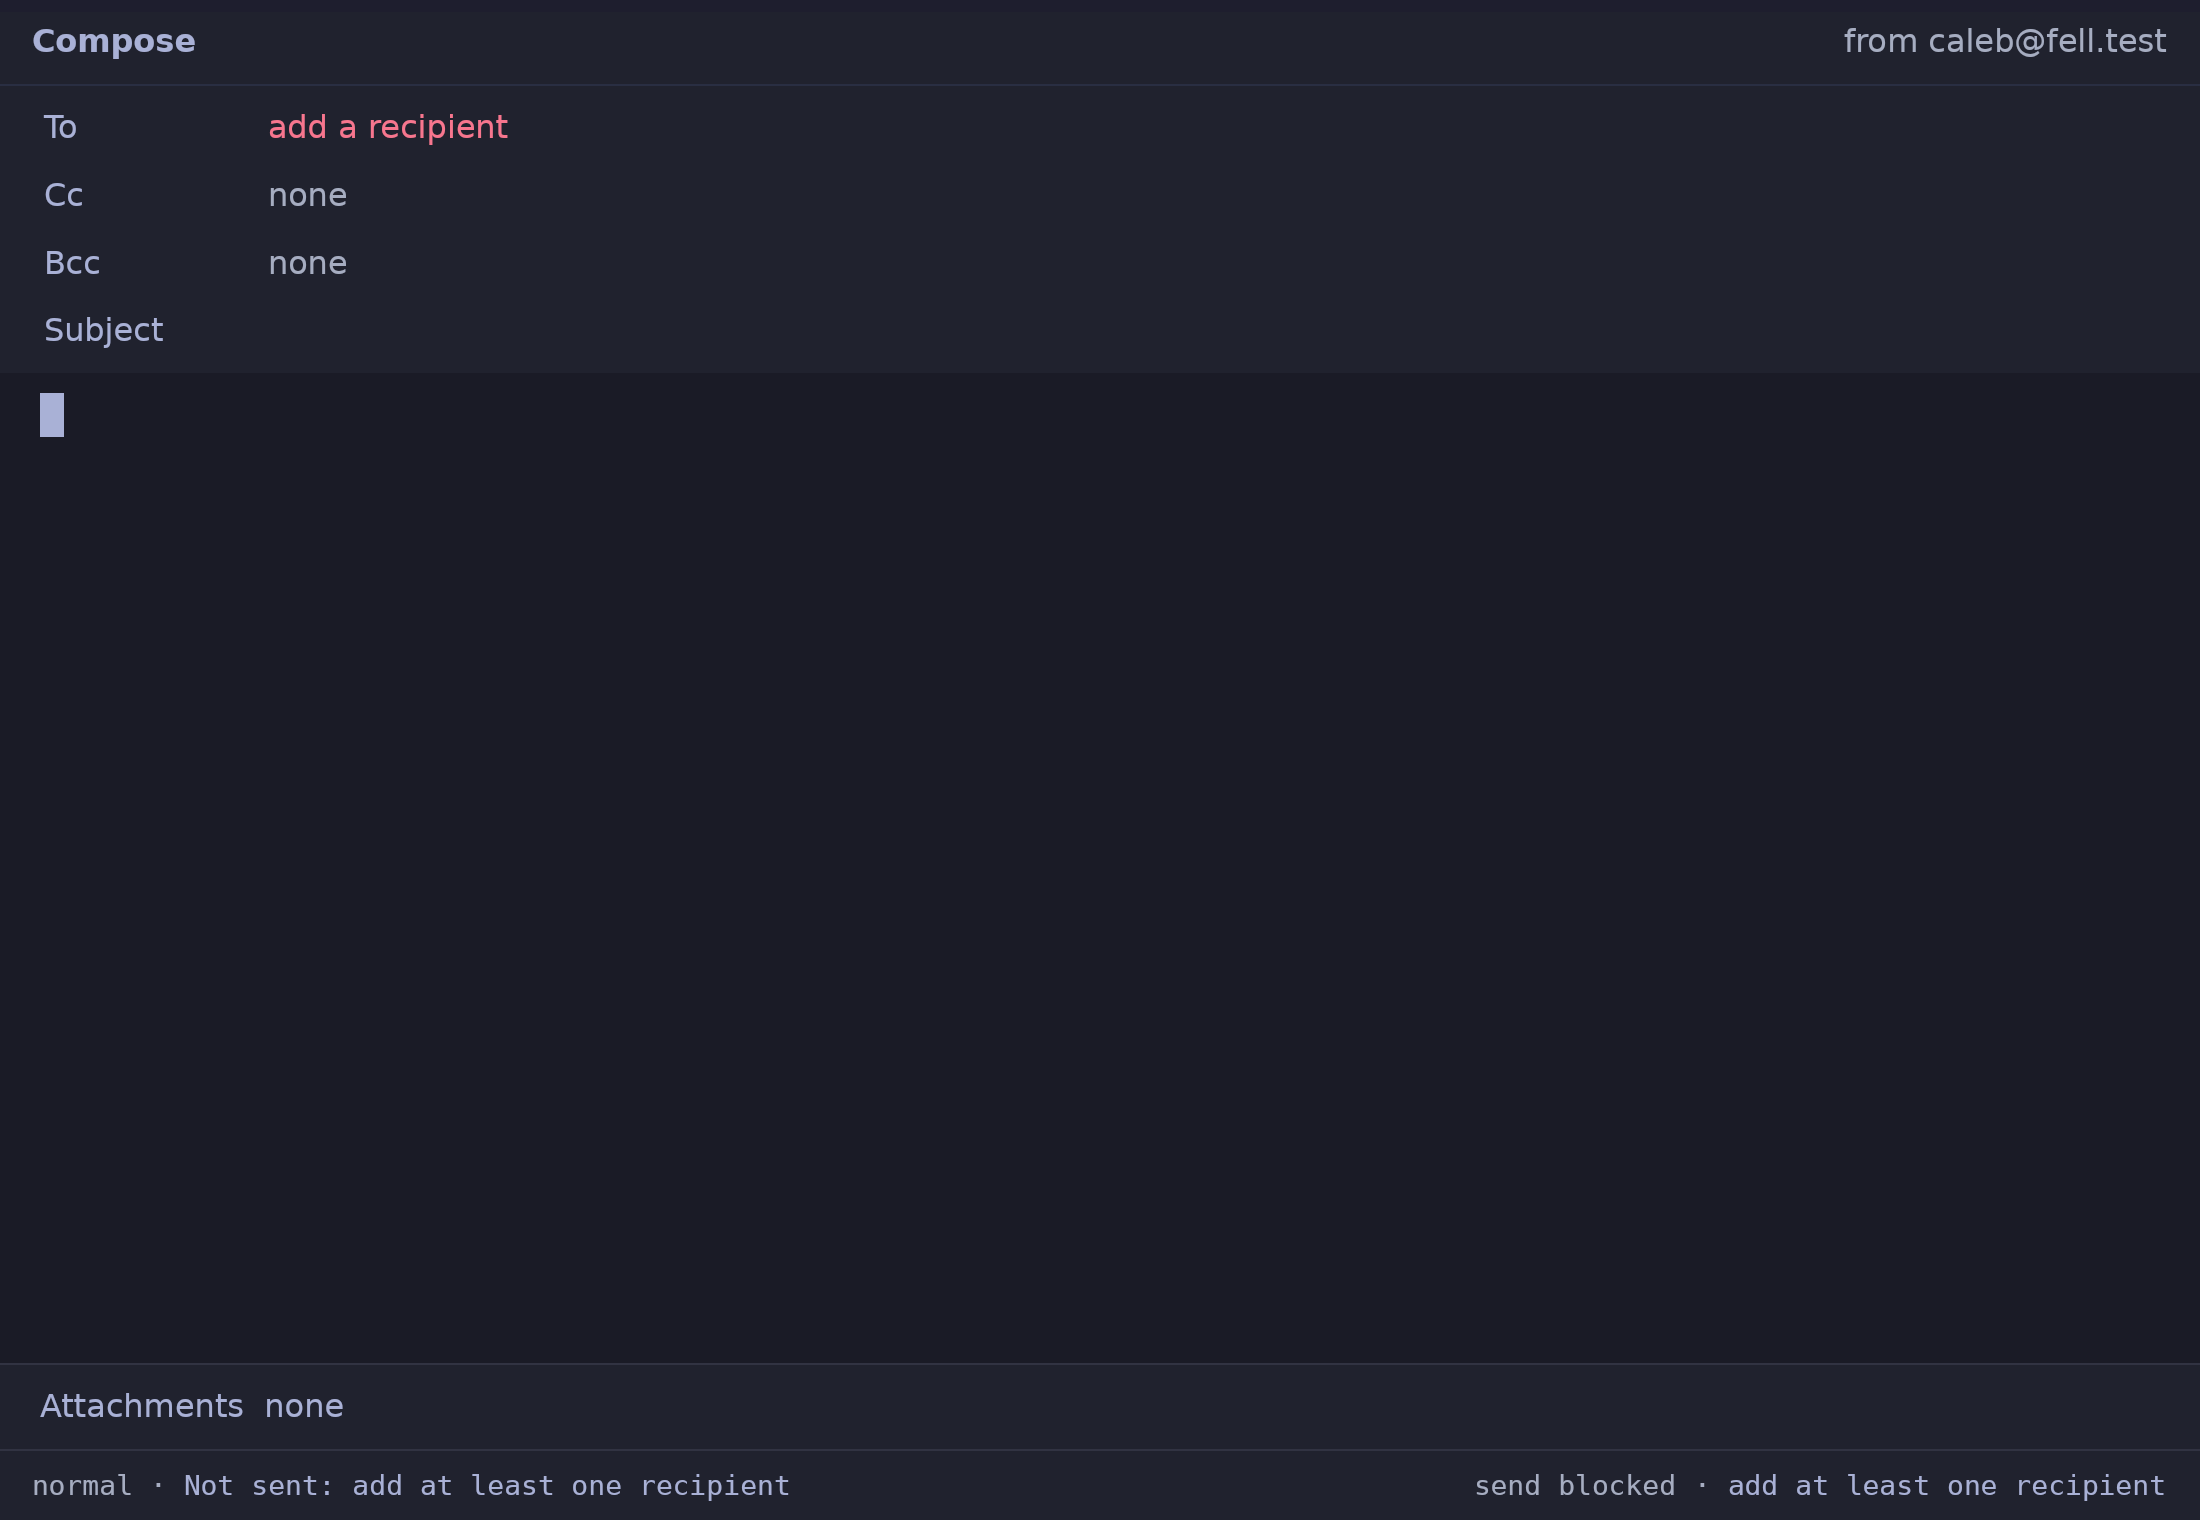 Compose from caleb@fell.test
To add a recipient
Cc none
Bcc none
Subject
Attachments none
normal · Not sent: add at least one recipient send blocked · add at least one recipient